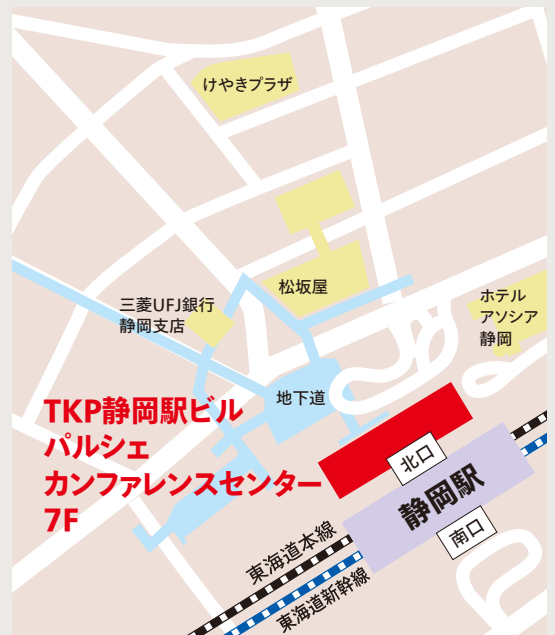 けやきプラザ
松坂屋
三菱UFJ銀行
静岡支店
ホテル
アソシア
静岡
地下道
TKP静岡駅ビル
パルシェ
カンファレンスセンター
7F
北口
静岡駅
南口
東海道本線
東海道新幹線